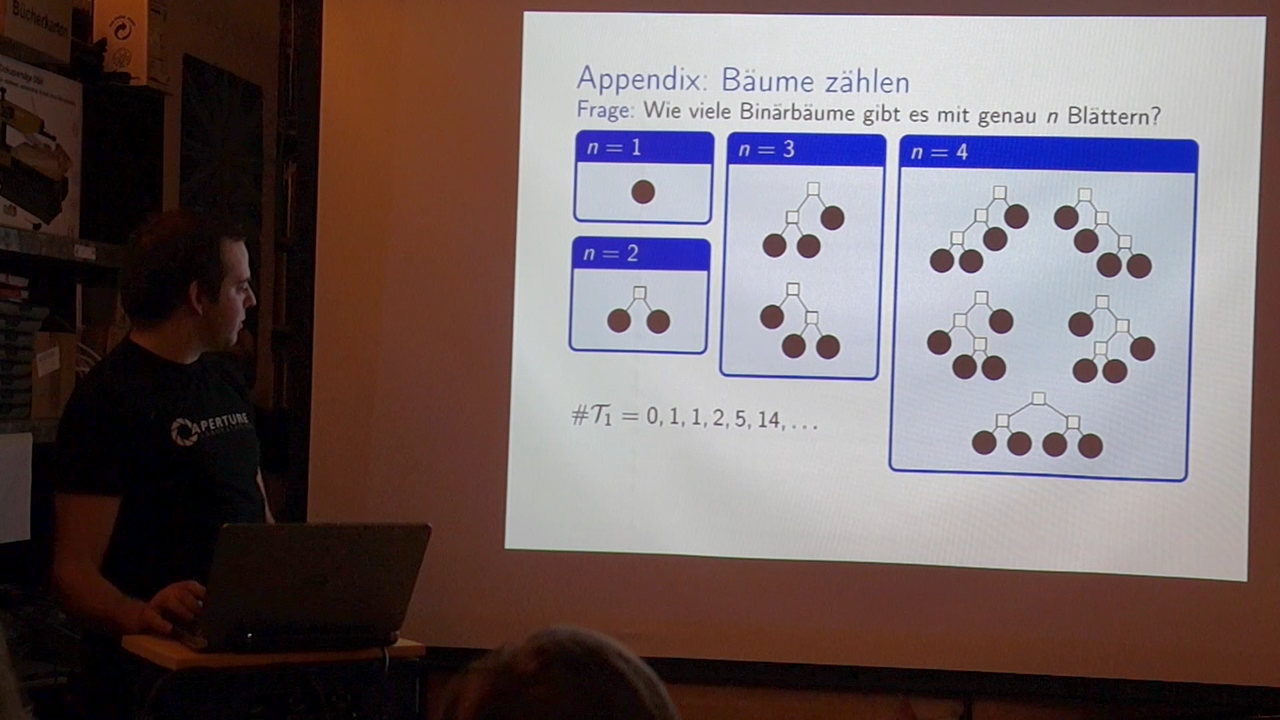 Bücherkarton
Appendix: Bäume zählen
Frage: Wie viele Binärbäume gibt es mit genau n Blättern?
n = 1
n = 2
n = 3
n = 4
#𝒯₁ = 0, 1, 1, 2, 5, 14, …
APERTURE